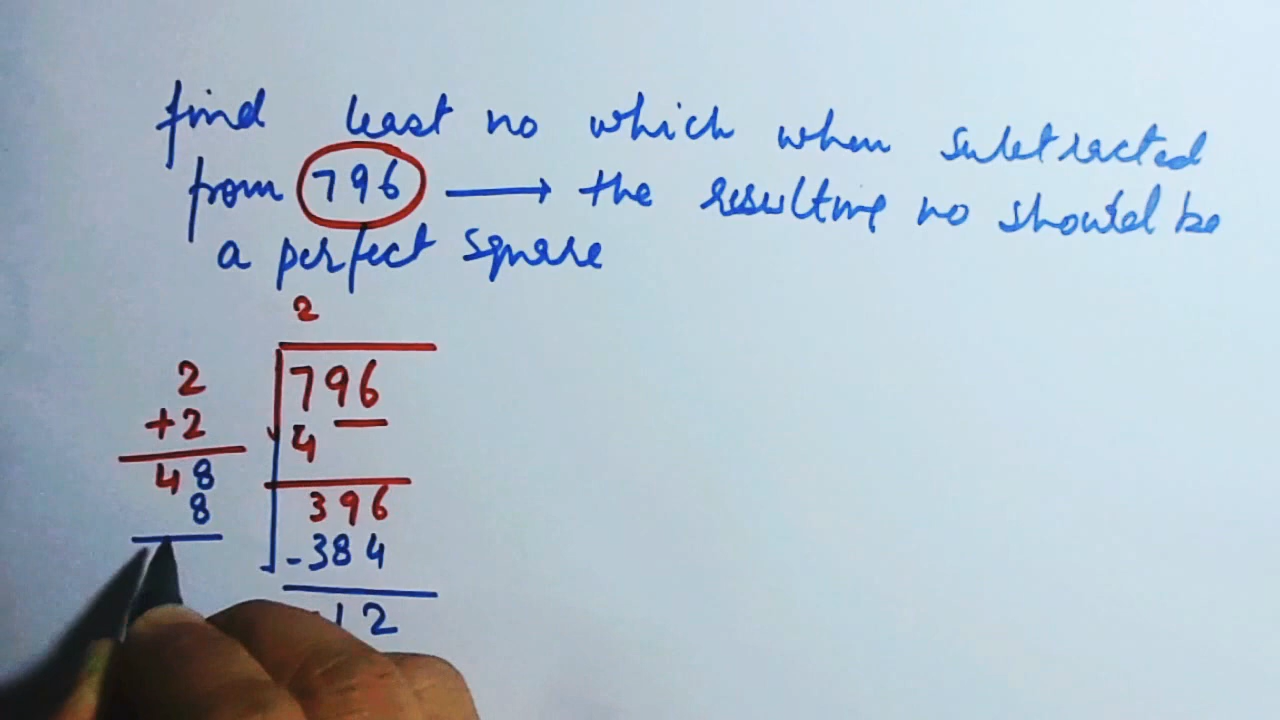 find least no which when subtracted
from 796 → the resulting no should be
a perfect square
2
2 796
+2 4
48 396
8 -384
12